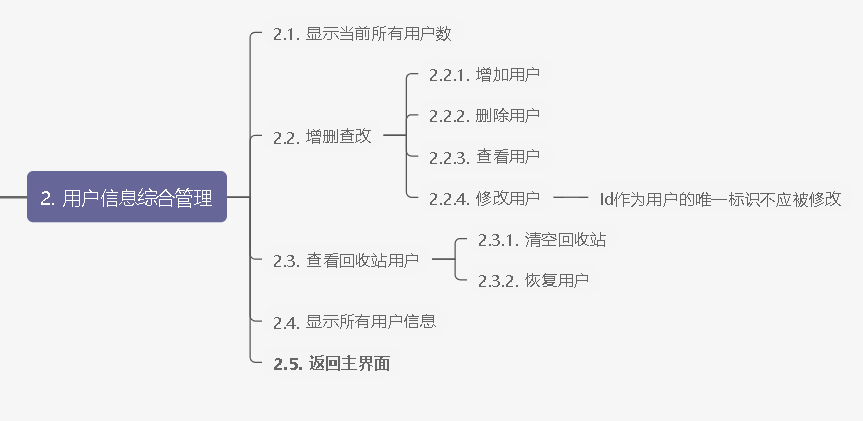 2. 用户信息综合管理
2.1. 显示当前所有用户数
2.2. 增删查改
2.2.1. 增加用户
2.2.2. 删除用户
2.2.3. 查看用户
2.2.4. 修改用户
Id作为用户的唯一标识不应被修改
2.3. 查看回收站用户
2.3.1. 清空回收站
2.3.2. 恢复用户
2.4. 显示所有用户信息
2.5. 返回主界面